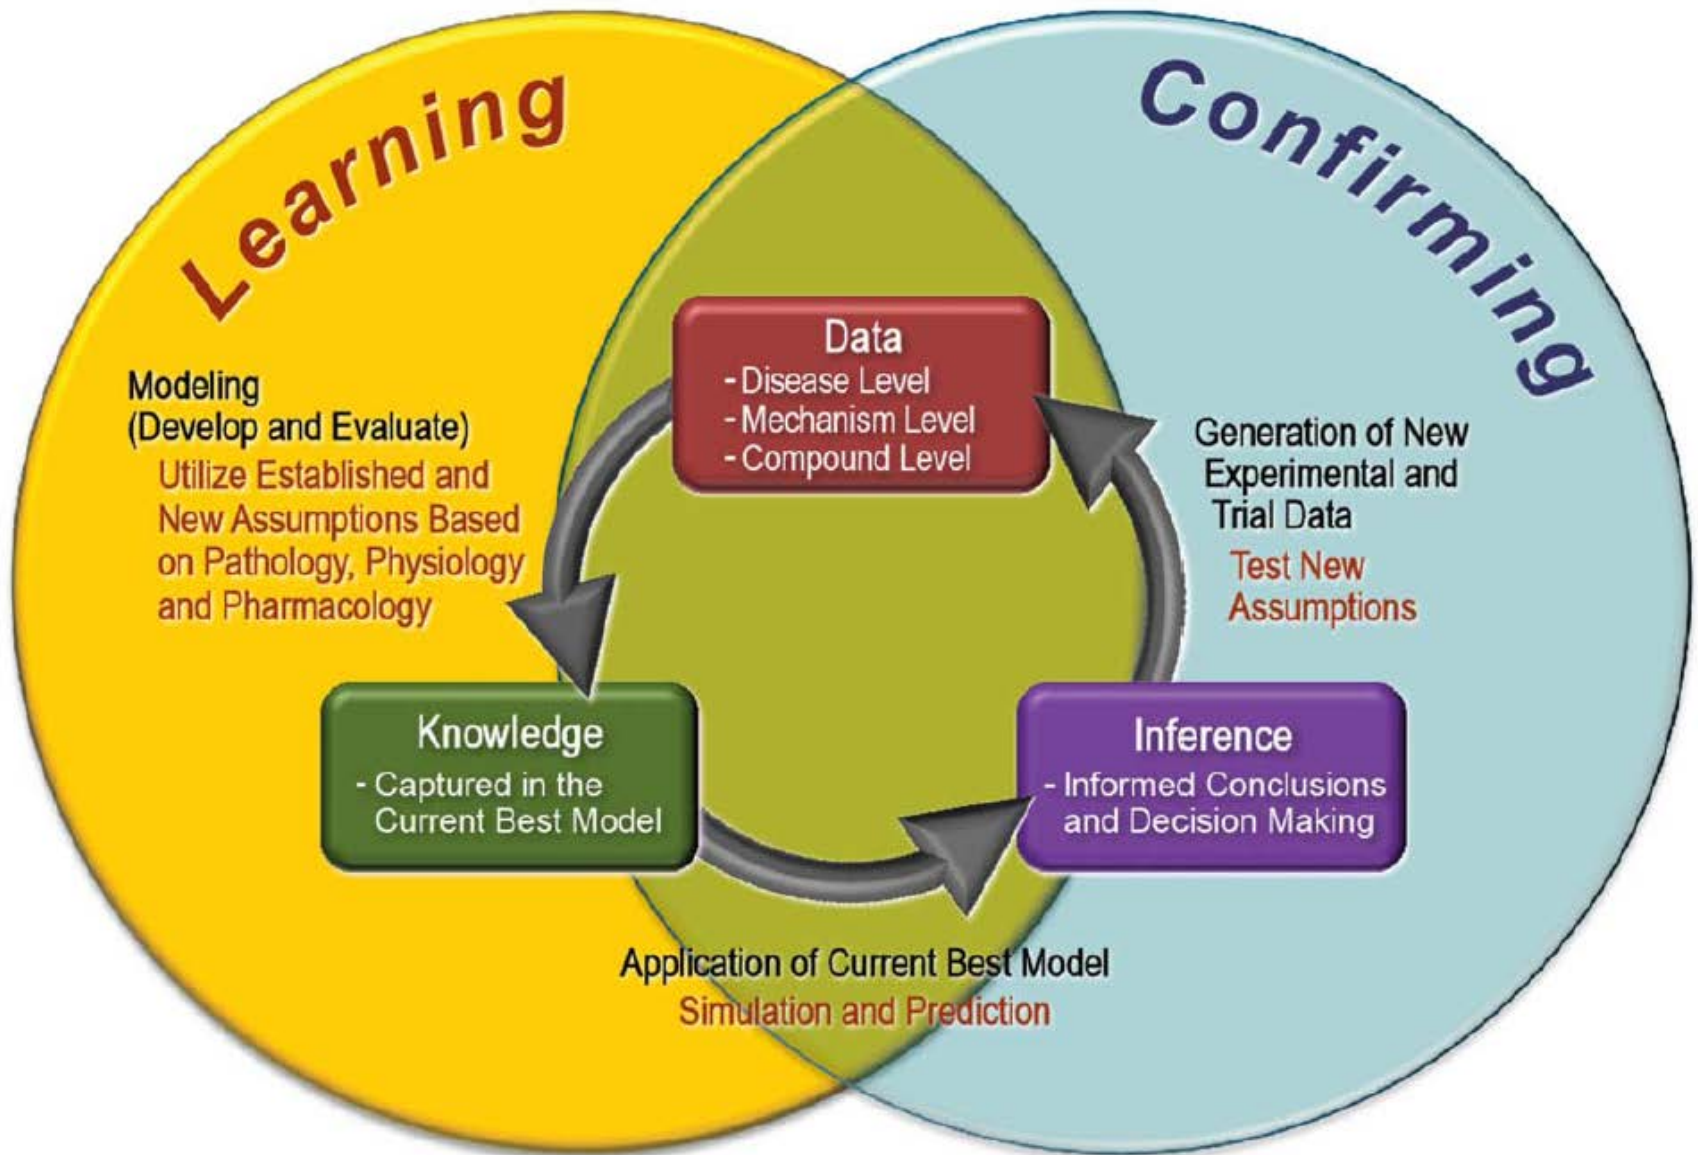 Learning
Confirming
Data
- Disease Level
- Mechanism Level
- Compound Level
Modeling
(Develop and Evaluate)
Utilize Established and
New Assumptions Based
on Pathology, Physiology
and Pharmacology
Generation of New
Experimental and
Trial Data
Test New
Assumptions
Knowledge
- Captured in the
Current Best Model
Inference
- Informed Conclusions
and Decision Making
Application of Current Best Model
Simulation and Prediction